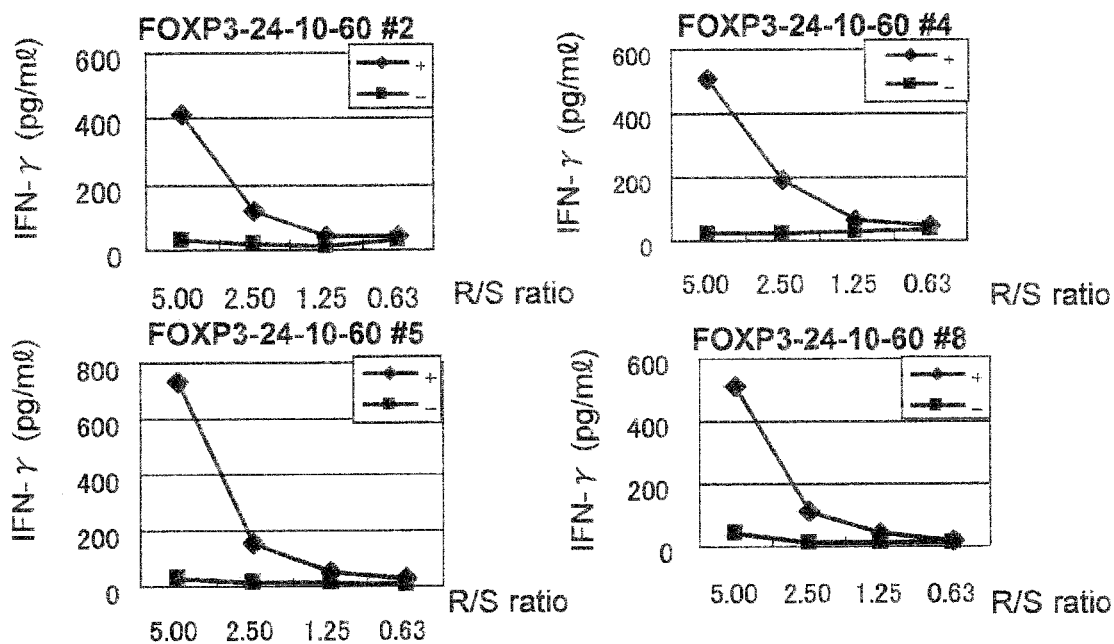 FOXP3-24-10-60 #2
IFN-γ (pg/mℓ)
600
400
200
0
+
−
5.00 2.50 1.25 0.63 R/S ratio
FOXP3-24-10-60 #4
IFN-γ (pg/mℓ)
600
400
200
0
+
−
5.00 2.50 1.25 0.63 R/S ratio
FOXP3-24-10-60 #5
IFN-γ (pg/mℓ)
800
600
400
200
0
+
−
5.00 2.50 1.25 0.63 R/S ratio
FOXP3-24-10-60 #8
IFN-γ (pg/mℓ)
600
400
200
0
+
−
5.00 2.50 1.25 0.63 R/S ratio